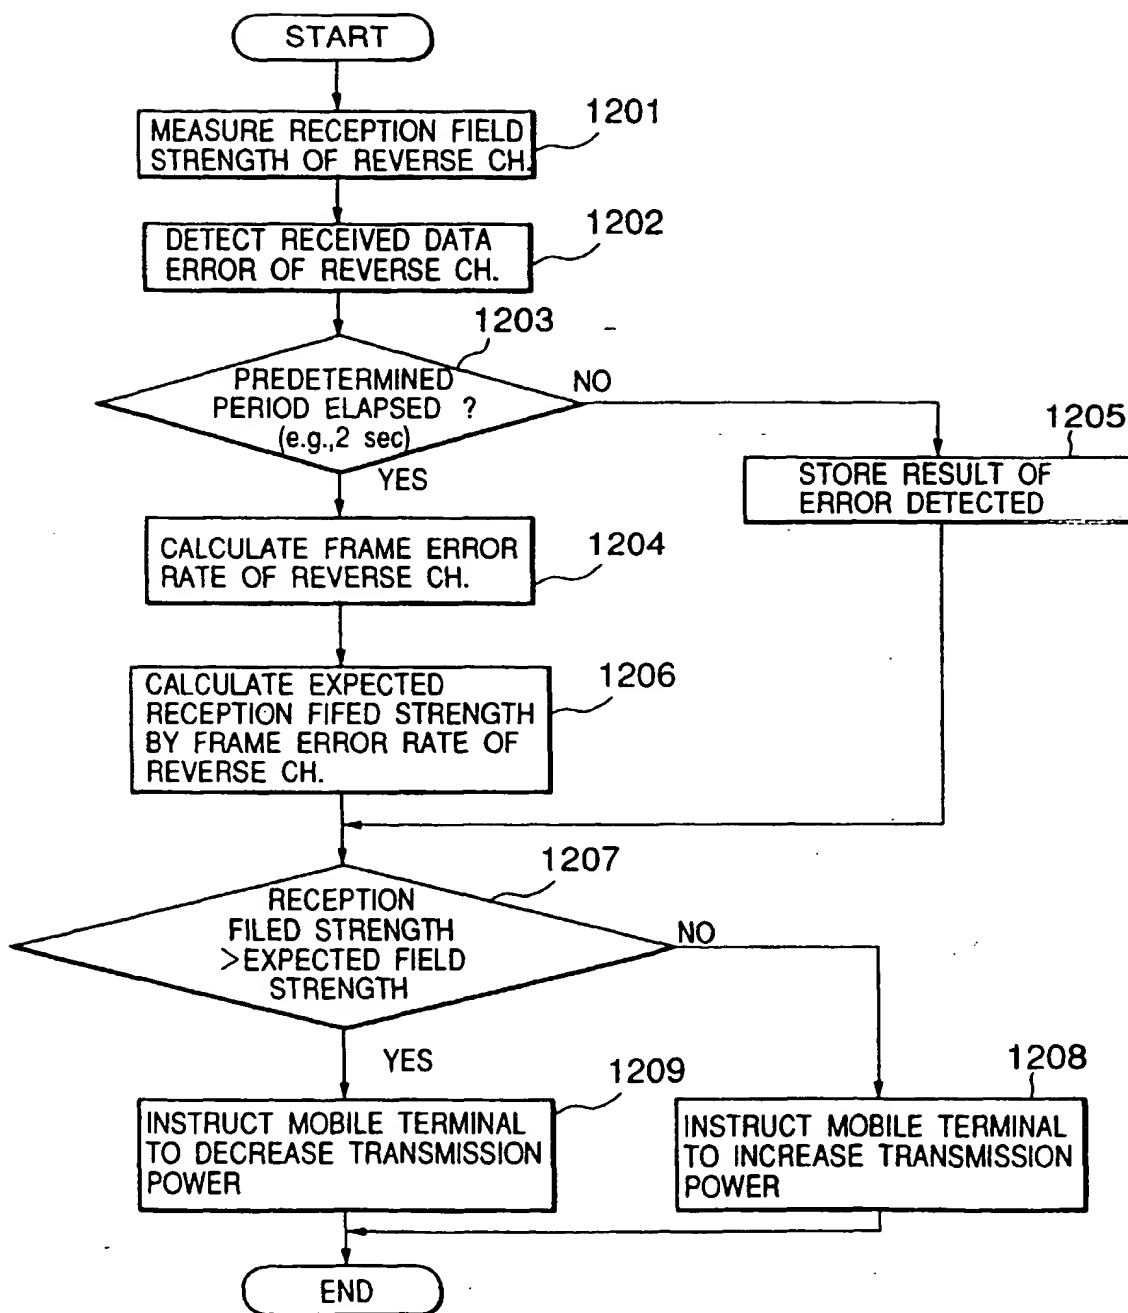 START
1201
MEASURE RECEPTION FIELD
STRENGTH OF REVERSE CH.
1202
DETECT RECEIVED DATA
ERROR OF REVERSE CH.
1203
PREDETERMINED
PERIOD ELAPSED ?
(e.g.,2 sec)
NO
YES
1205
STORE RESULT OF
ERROR DETECTED
1204
CALCULATE FRAME ERROR
RATE OF REVERSE CH.
1206
CALCULATE EXPECTED
RECEPTION FIFED STRENGTH
BY FRAME ERROR RATE OF
REVERSE CH.
1207
RECEPTION
FILED STRENGTH
>EXPECTED FIELD
STRENGTH
NO
YES
1209
INSTRUCT MOBILE TERMINAL
TO DECREASE TRANSMISSION
POWER
1208
INSTRUCT MOBILE TERMINAL
TO INCREASE TRANSMISSION
POWER
END